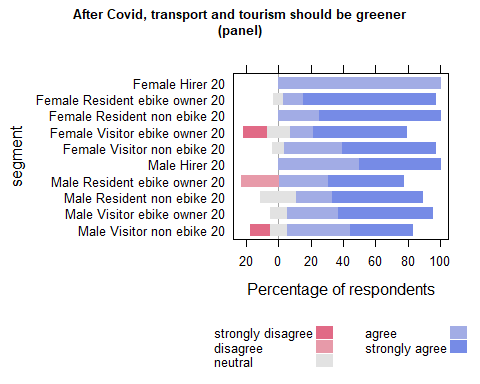 After Covid, transport and tourism should be greener
(panel)
Female Hirer 20
Female Resident ebike owner 20
Female Resident non ebike 20
Female Visitor ebike owner 20
Female Visitor non ebike 20
Male Hirer 20
Male Resident ebike owner 20
Male Resident non ebike 20
Male Visitor ebike owner 20
Male Visitor non ebike 20
segment
20 0 20 40 60 80 100
Percentage of respondents
strongly disagree agree
disagree strongly agree
neutral